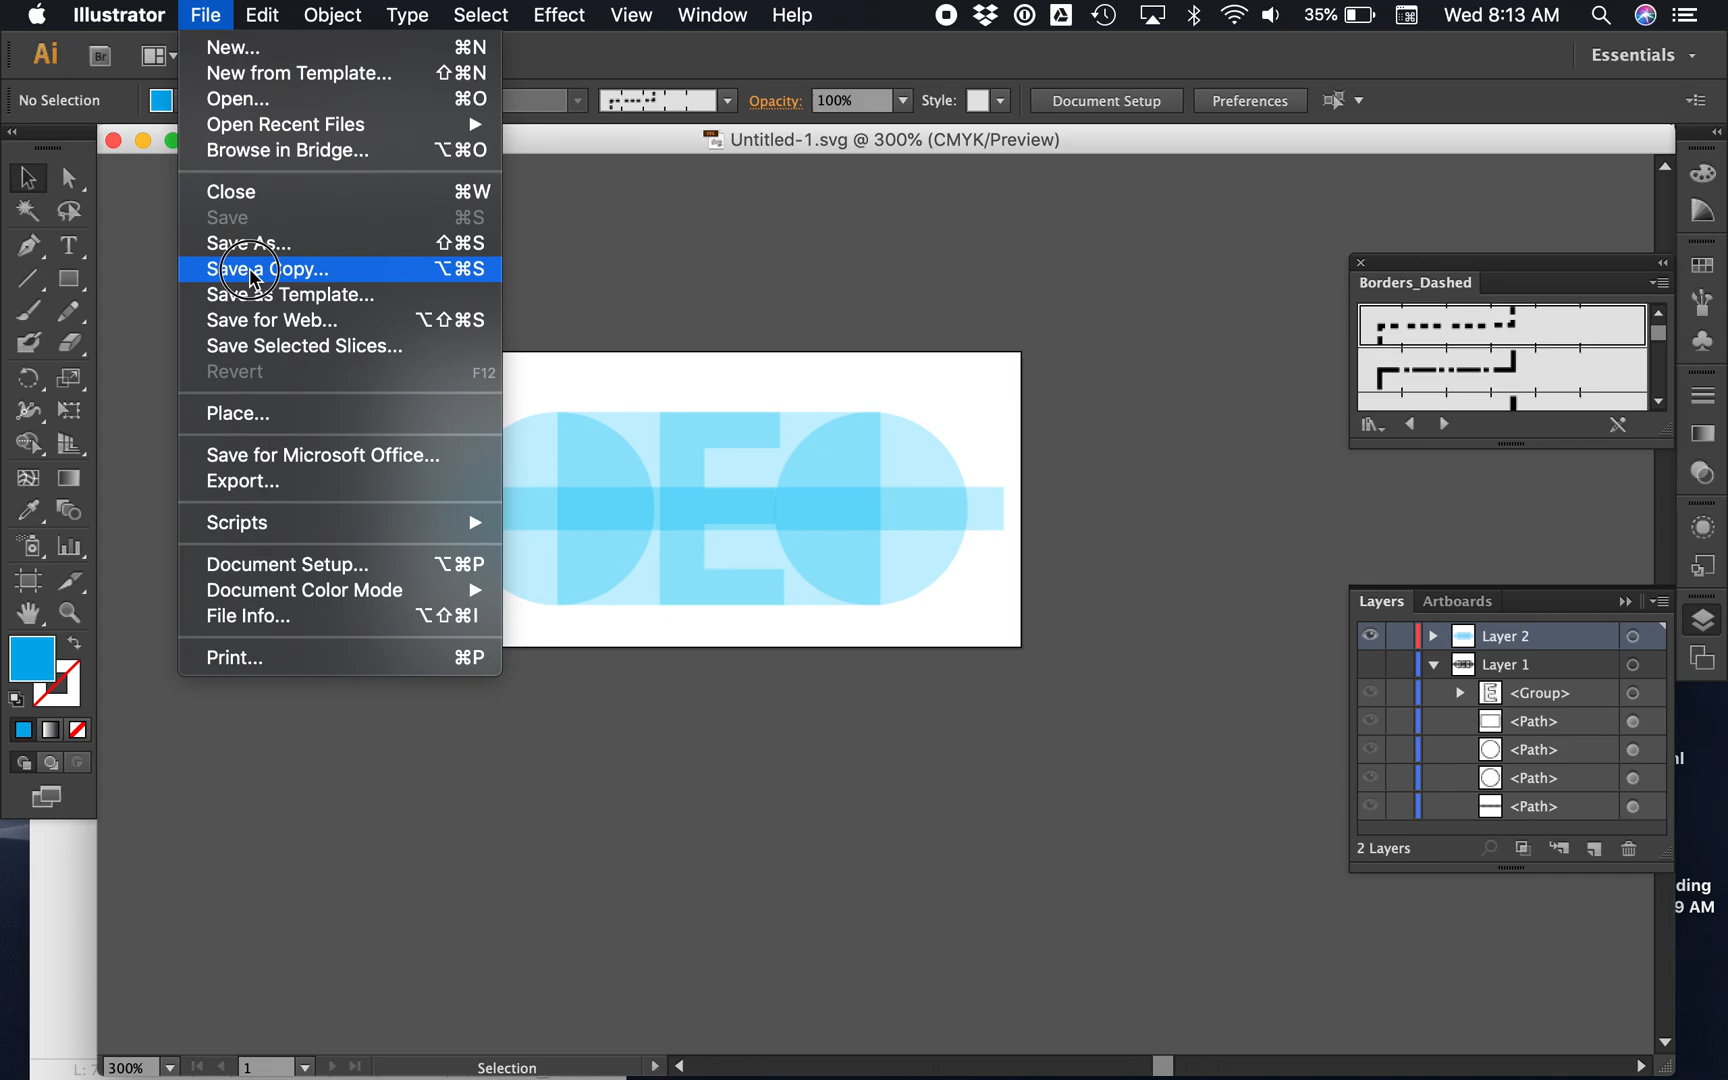 Illustrator File Edit Object Type Select Effect View Window Help 35% Wed 8:13 AM
Ai Br Essentials
No Selection Opacity: 100% Style: Document Setup Preferences
Untitled-1.svg @ 300% (CMYK/Preview)
New... ⌘N
New from Template... ⇧⌘N
Open... ⌘O
Open Recent Files ▶
Browse in Bridge... ⌥⌘O
Close ⌘W
Save ⌘S
Save As... ⇧⌘S
Save a Copy... ⌥⌘S
Save as Template...
Save for Web... ⌥⇧⌘S
Save Selected Slices...
Revert F12
Place...
Save for Microsoft Office...
Export...
Scripts ▶
Document Setup... ⌥⌘P
Document Color Mode ▶
File Info... ⌥⇧⌘I
Print... ⌘P
E
Borders_Dashed
Layers Artboards
Layer 2
Layer 1
<Group>
<Path>
<Path>
<Path>
<Path>
2 Layers
ding
9 AM
300% 1 Selection